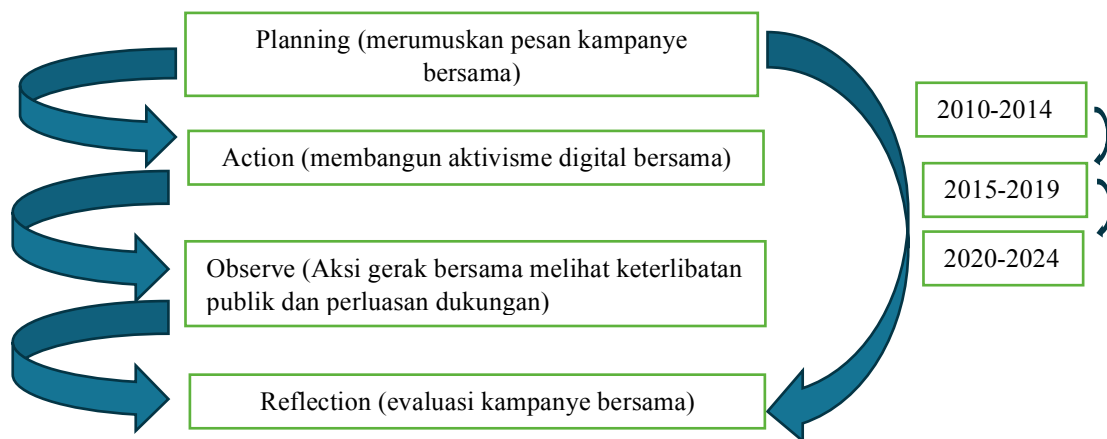 Planning (merumuskan pesan kampanye
bersama)
Action (membangun aktivisme digital bersama)
Observe (Aksi gerak bersama melihat keterlibatan
publik dan perluasan dukungan)
Reflection (evaluasi kampanye bersama)
2010-2014
2015-2019
2020-2024